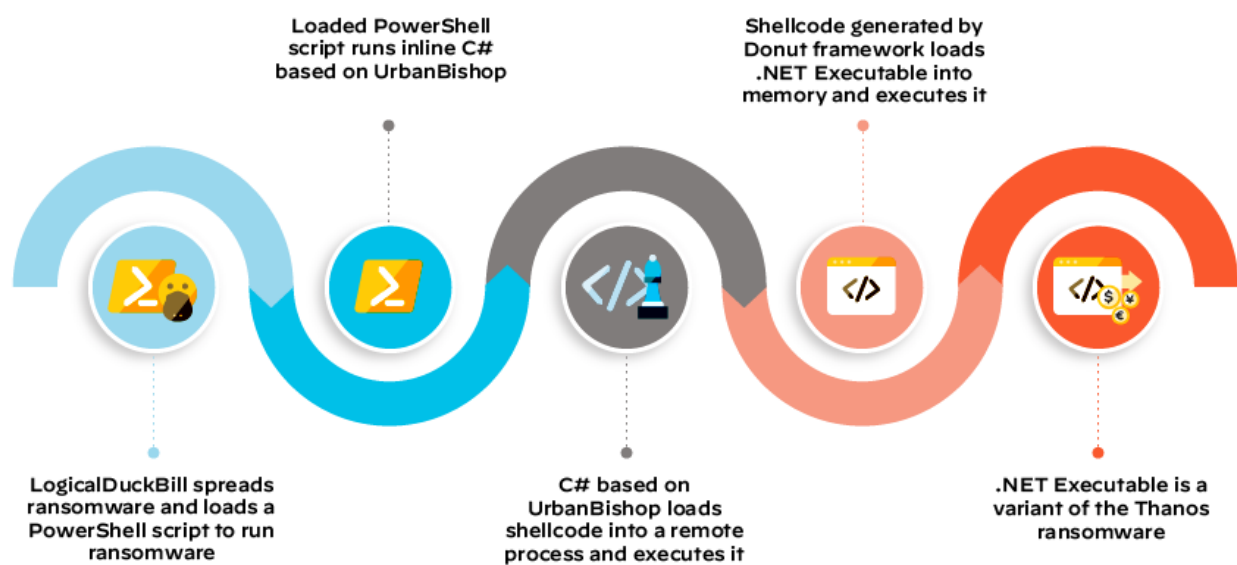 LogicalDuckBill spreads
ransomware and loads a
PowerShell script to run
ransomware
Loaded PowerShell
script runs inline C#
based on UrbanBishop
C# based on
UrbanBishop loads
shellcode into a remote
process and executes it
Shellcode generated by
Donut framework loads
.NET Executable into
memory and executes it
.NET Executable is a
variant of the Thanos
ransomware